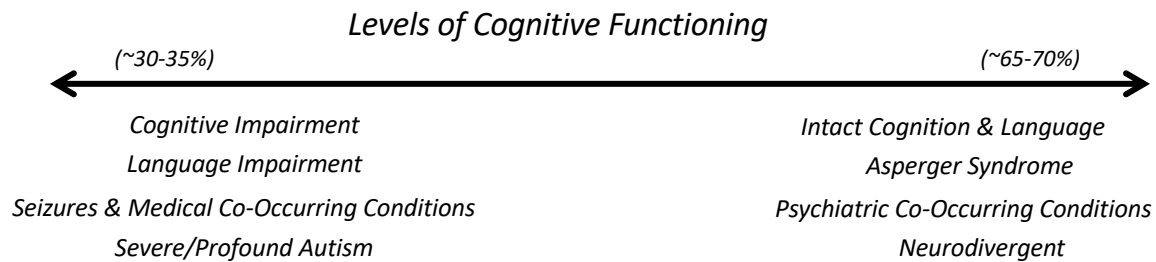 Levels of Cognitive Functioning
(~30-35%)
(~65-70%)
Cognitive Impairment
Intact Cognition & Language
Language Impairment
Asperger Syndrome
Seizures & Medical Co-Occurring Conditions
Psychiatric Co-Occurring Conditions
Severe/Profound Autism
Neurodivergent